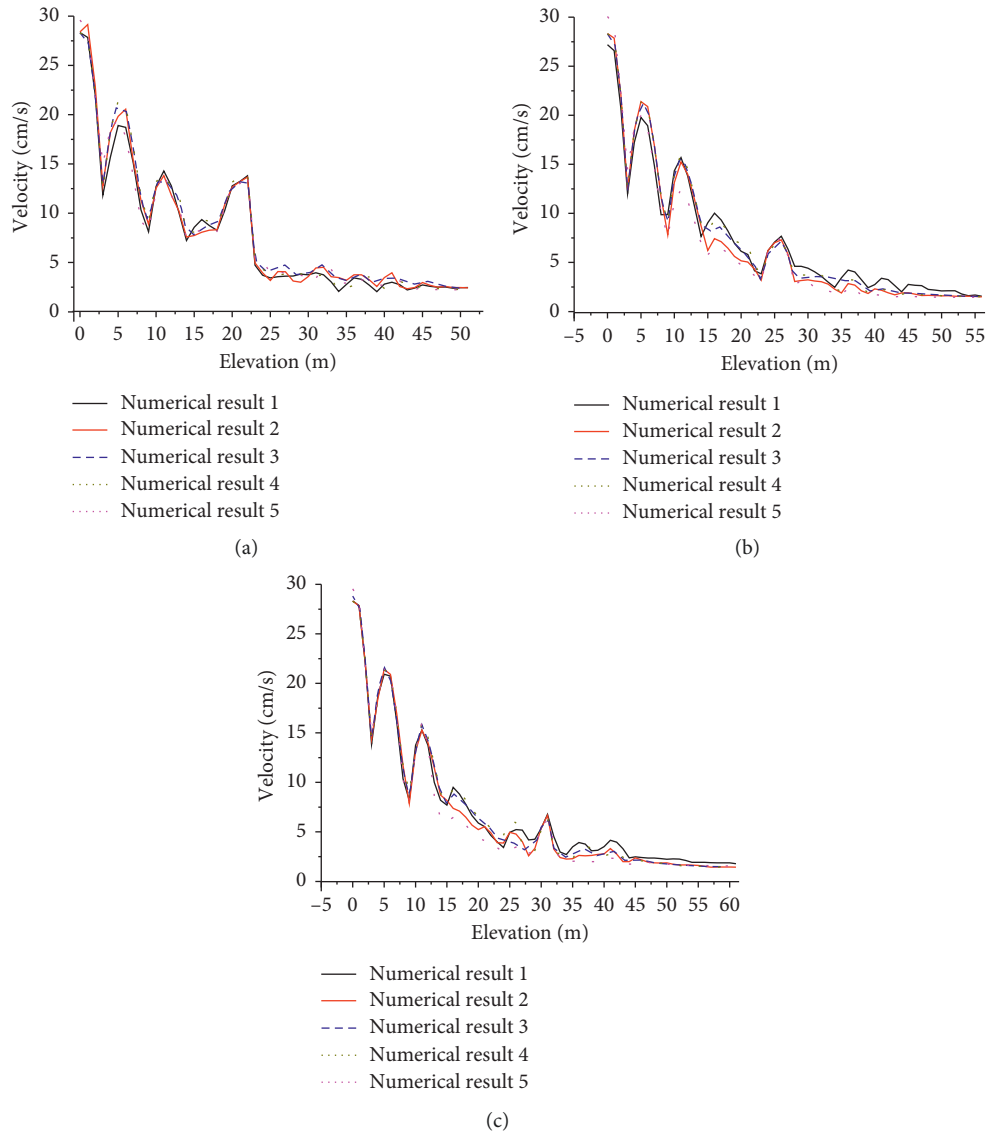 30
25
20
15
10
5
0
Velocity (cm/s)
0 5 10 15 20 25 30 35 40 45 50
Elevation (m)
Numerical result 1
Numerical result 2
Numerical result 3
Numerical result 4
Numerical result 5
(a)
30
25
20
15
10
5
0
Velocity (cm/s)
–5 0 5 10 15 20 25 30 35 40 45 50 55
Elevation (m)
Numerical result 1
Numerical result 2
Numerical result 3
Numerical result 4
Numerical result 5
(b)
30
25
20
15
10
5
0
Velocity (cm/s)
–5 0 5 10 15 20 25 30 35 40 45 50 55 60
Elevation (m)
Numerical result 1
Numerical result 2
Numerical result 3
Numerical result 4
Numerical result 5
(c)